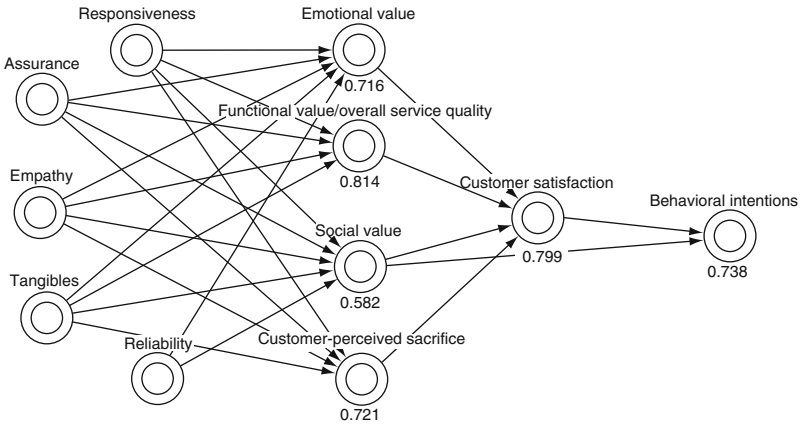 Responsiveness
Emotional value
Assurance
0.716
Functional value/overall service quality
Empathy
0.814
Customer satisfaction
Behavioral intentions
Social value
0.799
0.738
Tangibles
0.582
Reliability
Customer-perceived sacrifice
0.721